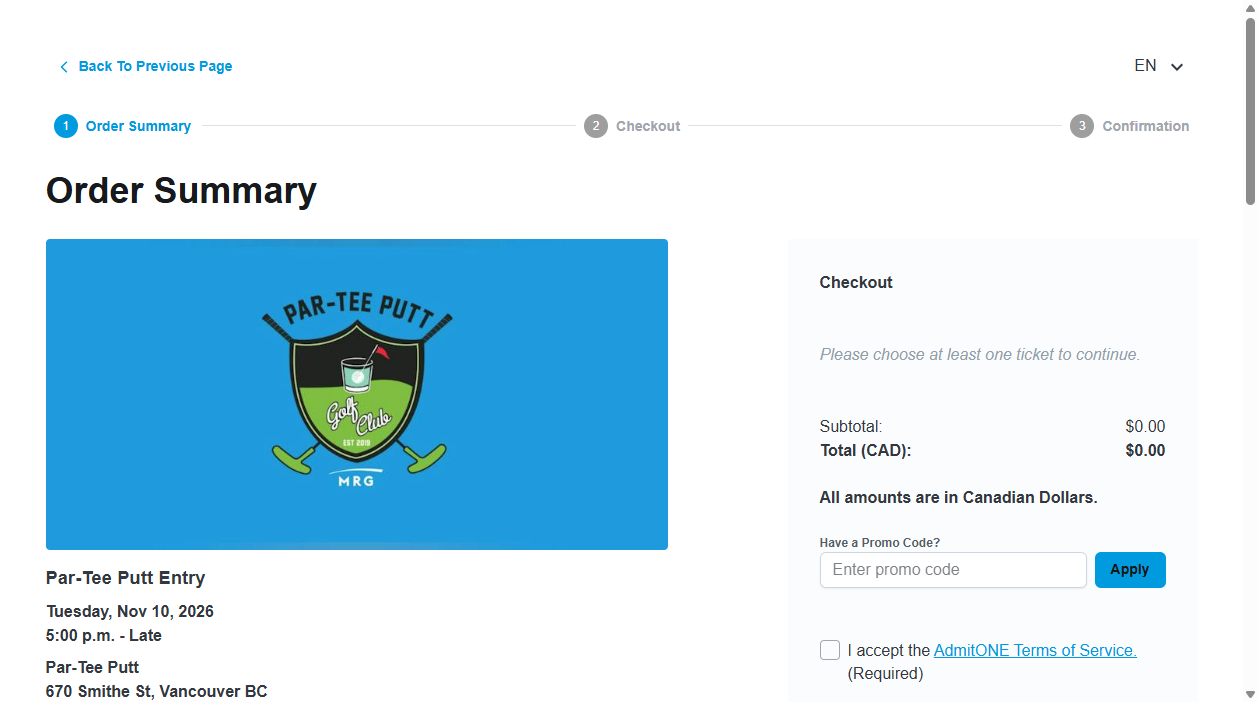 Back To Previous Page
EN
1 Order Summary
2 Checkout
3 Confirmation
Order Summary
PAR-TEE PUTT
Golf
Club
EST 2019
MRG
Par-Tee Putt Entry
Tuesday, Nov 10, 2026
5:00 p.m. - Late
Par-Tee Putt
670 Smithe St, Vancouver BC
Checkout
Please choose at least one ticket to continue.
Subtotal: $0.00
Total (CAD): $0.00
All amounts are in Canadian Dollars.
Have a Promo Code?
Enter promo code
Apply
I accept the AdmitONE Terms of Service.
(Required)